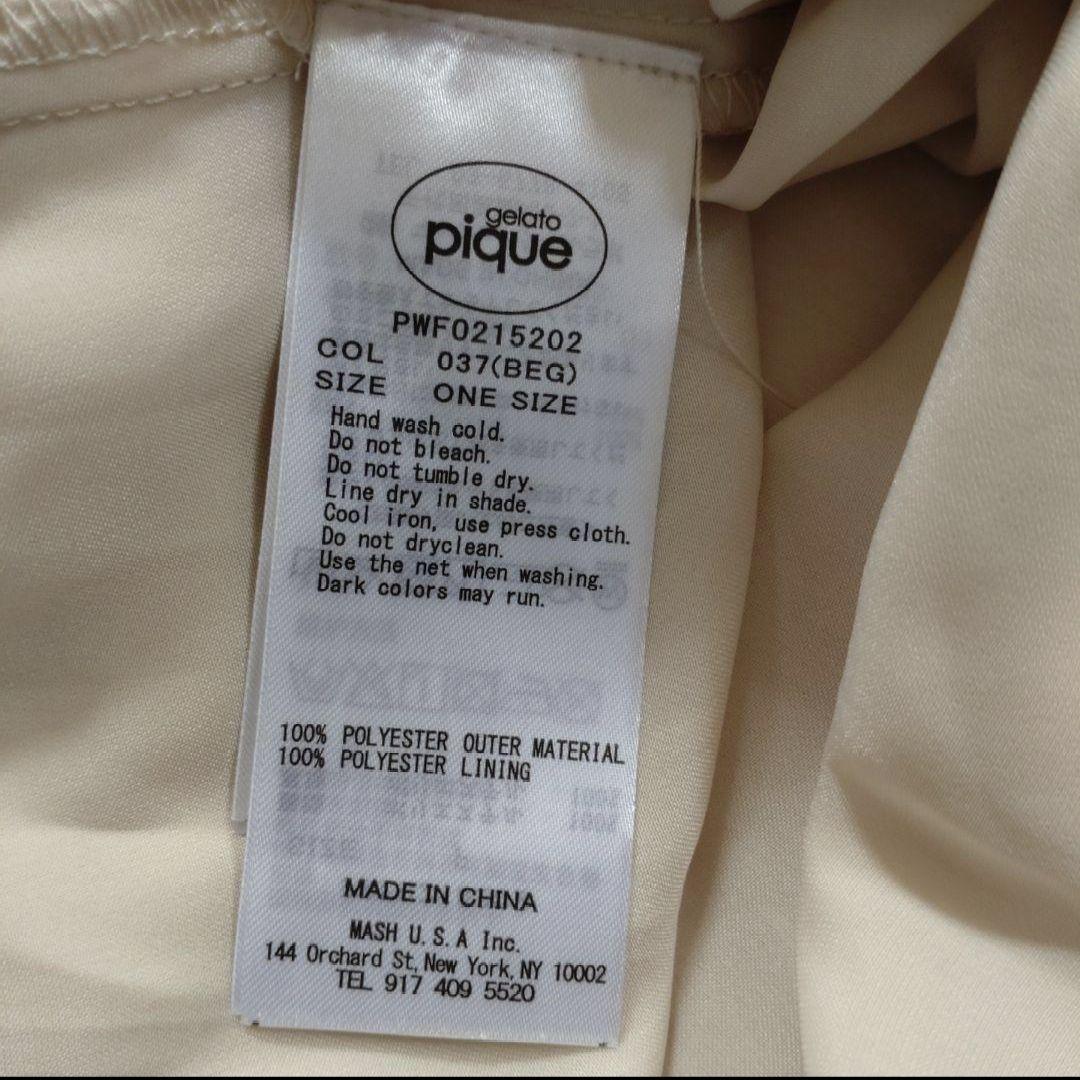 gelato
pique
PWF0215202
COL 037(BEG)
SIZE ONE SIZE
Hand wash cold.
Do not bleach.
Do not tumble dry.
Line dry in shade.
Cool iron, use press cloth.
Do not dryclean.
Use the net when washing.
Dark colors may run.
100% POLYESTER OUTER MATERIAL
100% POLYESTER LINING
MADE IN CHINA
MASH U.S.A Inc.
144 Orchard St, New York, NY 10002
TEL 917 409 5520